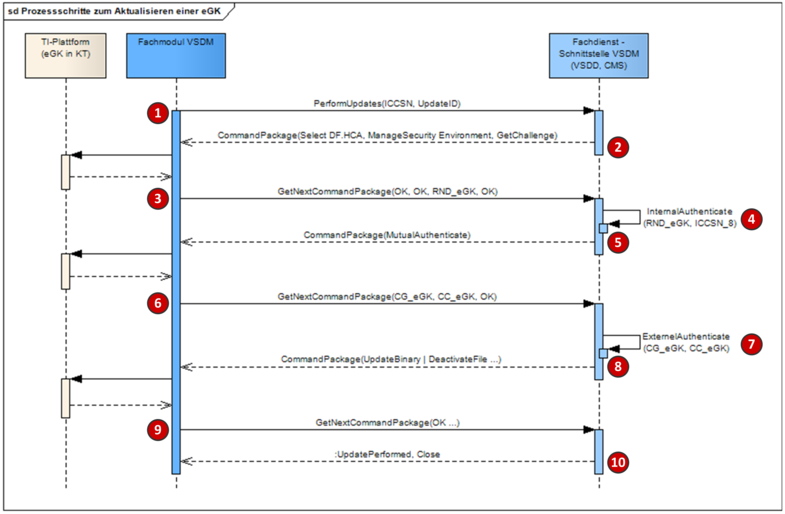 sd Prozessschritte zum Aktualisieren einer eGK
TI-Plattform
(eGK in KT)
Fachmodul VSDM
Fachdienst -
Schnittstelle VSDM
(VSDD, CMS)
1
PerformUpdates(ICCSN, UpdateID)
CommandPackage(Select DF.HCA, ManageSecurity Environment, GetChallenge)
2
3
GetNextCommandPackage(OK, OK, RND_eGK, OK)
InternalAuthenticate
(RND_eGK, ICCSN_8)
4
CommandPackage(MutualAuthenticate)
5
6
GetNextCommandPackage(CG_eGK, CC_eGK, OK)
ExternelAuthenticate
(CG_eGK, CC_eGK)
7
CommandPackage(UpdateBinary | DeactivateFile ...)
8
9
GetNextCommandPackage(OK ...)
:UpdatePerformed, Close
10